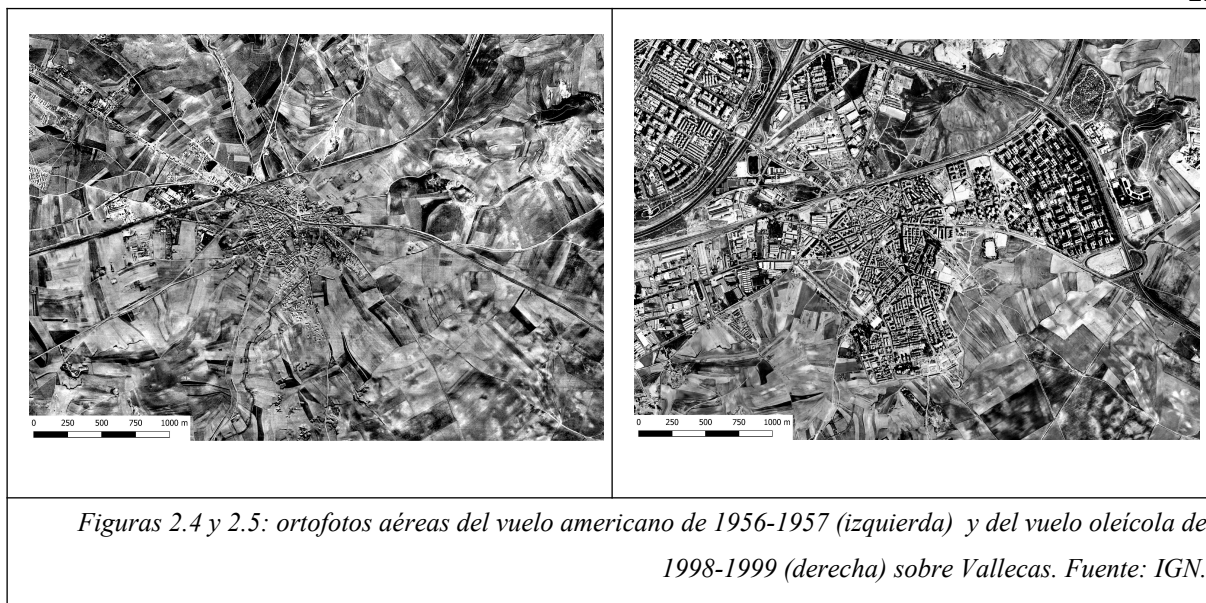 0 250 500 750 1000 m
0 250 500 750 1000 m
Figuras 2.4 y 2.5: ortofotos aéreas del vuelo americano de 1956-1957 (izquierda) y del vuelo oleícola de
1998-1999 (derecha) sobre Vallecas. Fuente: IGN.